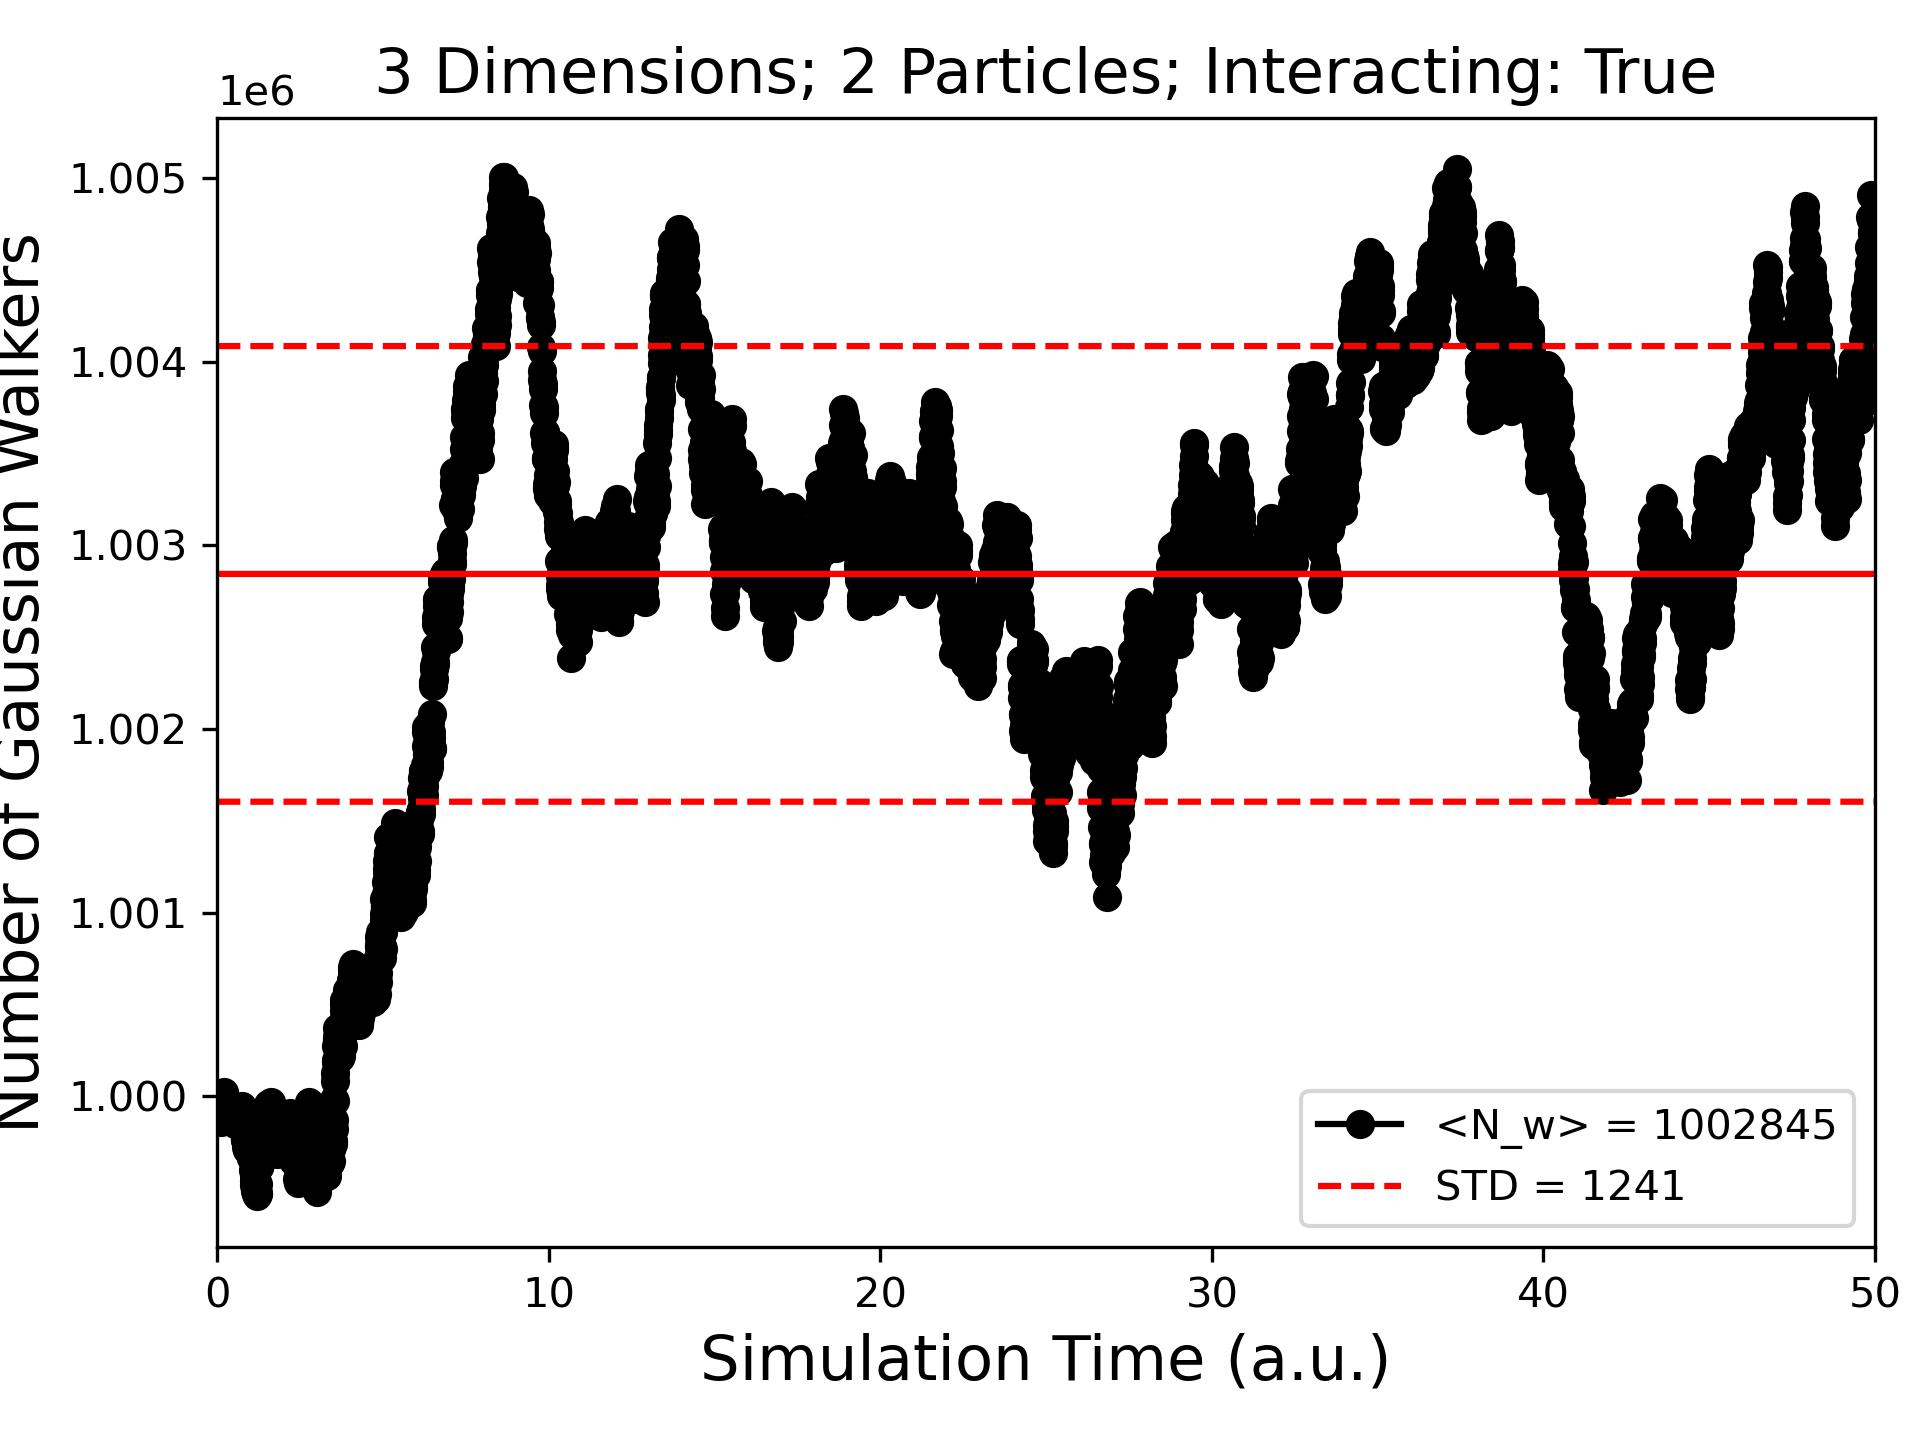 3 Dimensions; 2 Particles; Interacting: True
1e6
1.005
1.004
1.003
1.002
1.001
1.000
Number of Gaussian Walkers
<N_w> = 1002845
STD = 1241
0 10 20 30 40 50
Simulation Time (a.u.)